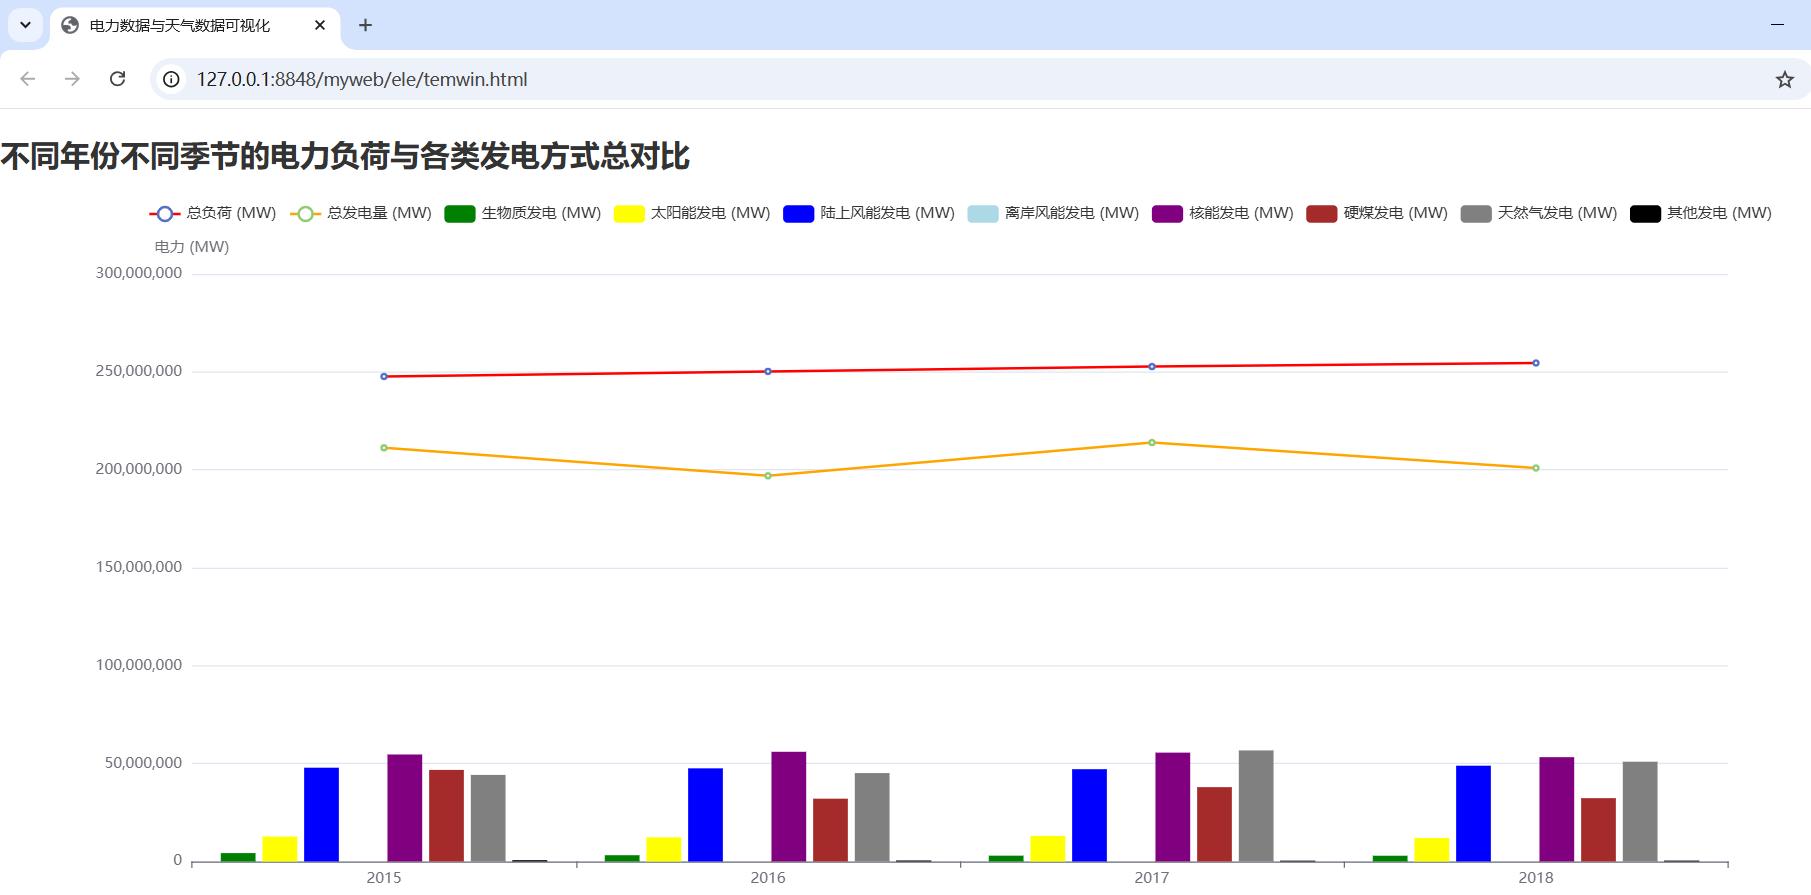 电力数据与天气数据可视化
127.0.0.1:8848/myweb/ele/temwin.html
不同年份不同季节的电力负荷与各类发电方式总对比
总负荷 (MW) 总发电量 (MW) 生物质发电 (MW) 太阳能发电 (MW) 陆上风能发电 (MW) 离岸风能发电 (MW) 核能发电 (MW) 硬煤发电 (MW) 天然气发电 (MW) 其他发电 (MW)
电力 (MW)
300,000,000
250,000,000
200,000,000
150,000,000
100,000,000
50,000,000
0
2015 2016 2017 2018